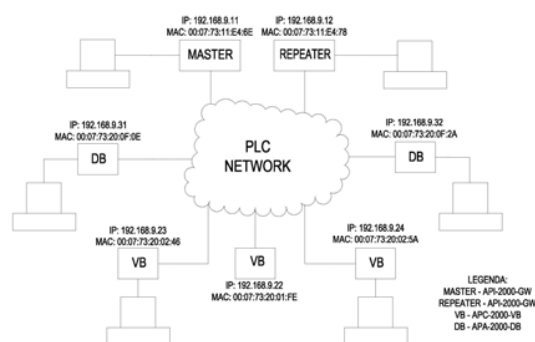 IP: 192.168.9.11
MAC: 00:07:73:11:E4:6E
MASTER
IP: 192.168.9.12
MAC: 00:07:73:11:E4:78
REPEATER
IP: 192.168.9.31
MAC: 00:07:73:20:0F:0E
DB
PLC
NETWORK
IP: 192.168.9.32
MAC: 00:07:73:20:0F:2A
DB
IP: 192.168.9.23
MAC: 00:07:73:20:02:46
VB
VB
IP: 192.168.9.22
MAC: 00:07:73:20:01:FE
IP: 192.168.9.24
MAC: 00:07:73:20:02:5A
VB
LEGENDA:
MASTER - API-2000-GW
REPEATER - API-2000-GW
VB - APC-2000-VB
DB - APA-2000-DB